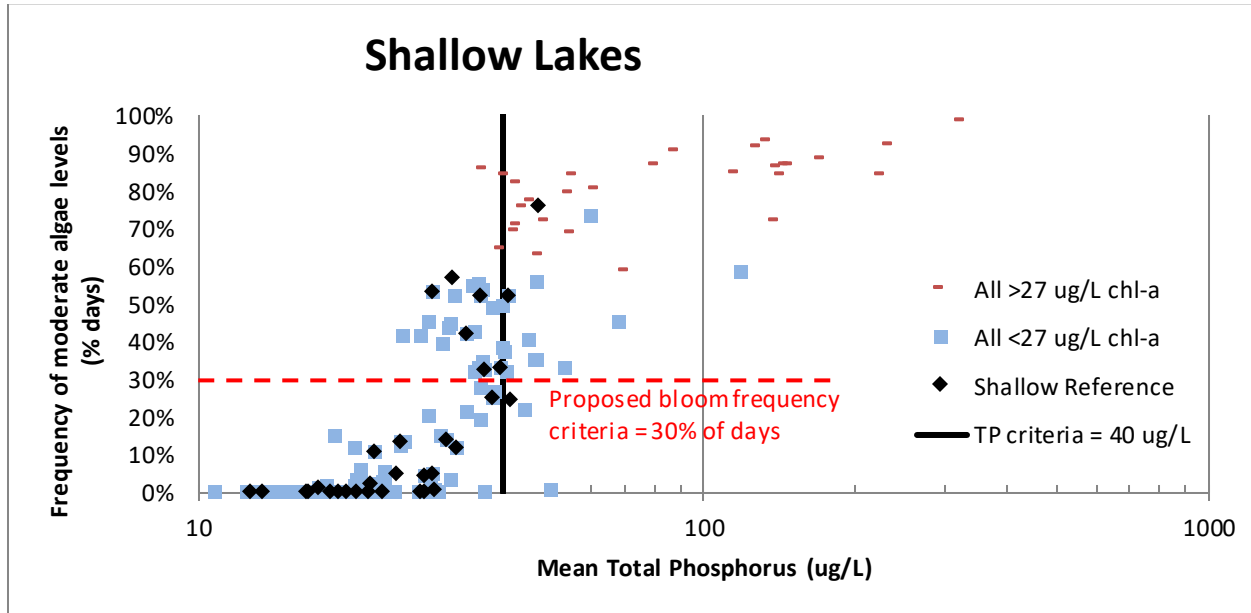 Shallow Lakes
Frequency of moderate algae levels
(% days)
100%
90%
80%
70%
60%
50%
40%
30%
20%
10%
0%
All >27 ug/L chl-a
All <27 ug/L chl-a
Shallow Reference
TP criteria = 40 ug/L
Proposed bloom frequency
criteria = 30% of days
10
100
1000
Mean Total Phosphorus (ug/L)